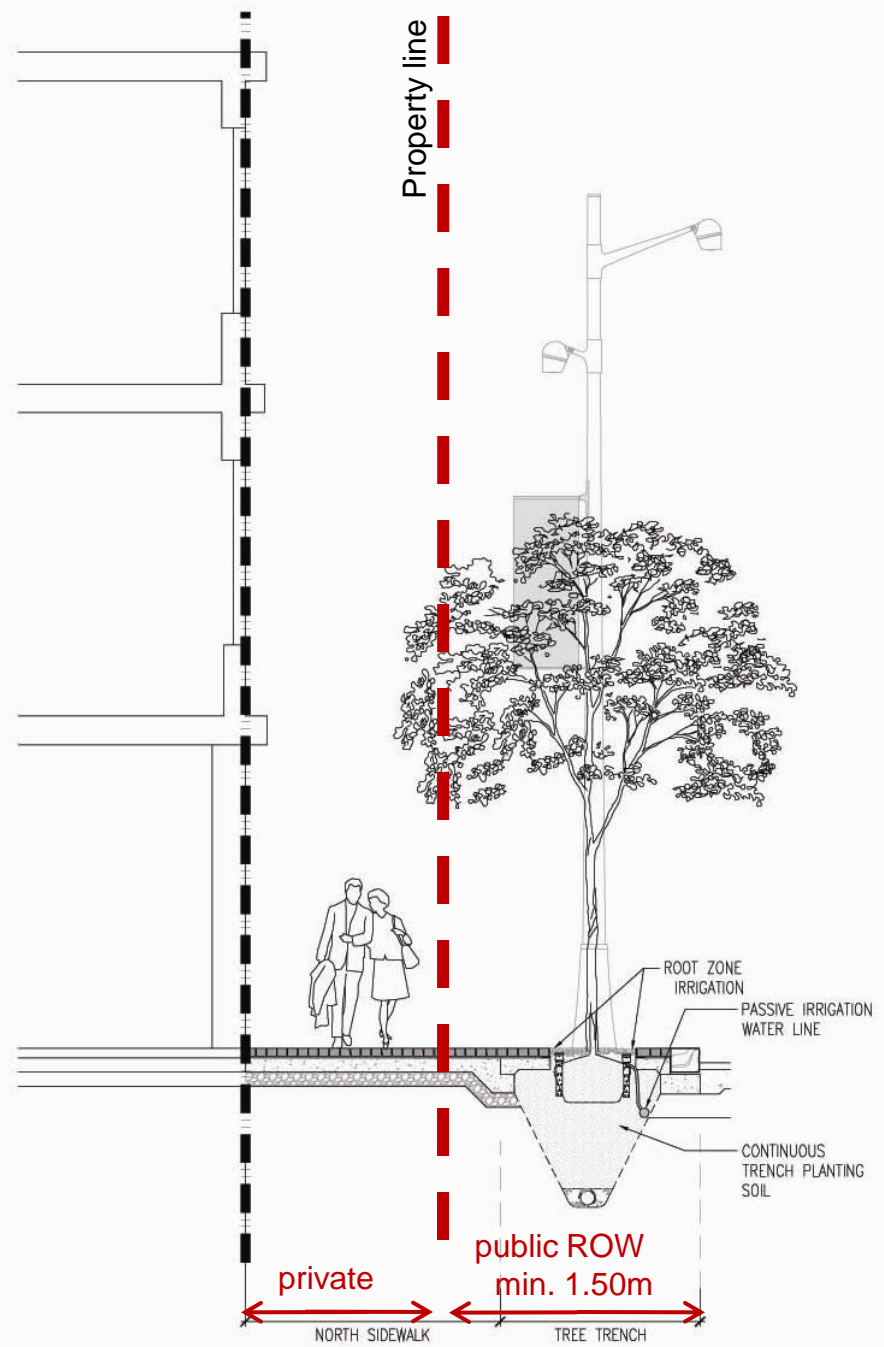 Property line
ROOT ZONE
IRRIGATION
PASSIVE IRRIGATION
WATER LINE
CONTINUOUS
TRENCH PLANTING
SOIL
public ROW
min. 1.50m
private
NORTH SIDEWALK
TREE TRENCH